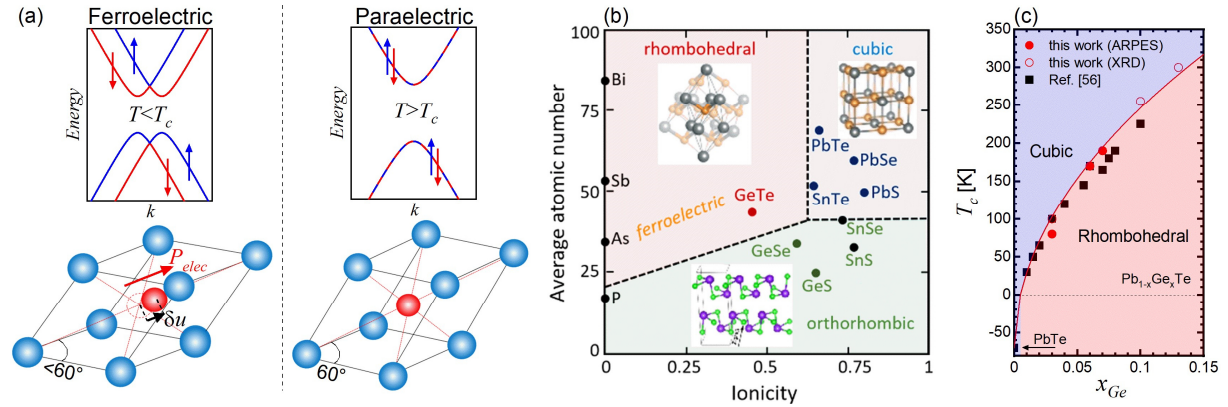 (a)
Ferroelectric
Paraelectric
Energy
T<Tc
k
Energy
T>Tc
k
Pelec
δu
<60°
60°
(b)
Average atomic number
100
75
50
25
0
rhombohedral
cubic
Bi
Sb
As
P
PbTe
PbSe
SnTe
PbS
GeTe
ferroelectric
SnSe
GeSe
SnS
GeS
orthorhombic
0
0.25
0.5
0.75
1
Ionicity
(c)
Tc [K]
350
300
250
200
150
100
50
0
-50
this work (ARPES)
this work (XRD)
Ref. [56]
Cubic
Rhombohedral
Pb1-xGexTe
PbTe
0
0.05
0.10
0.15
xGe